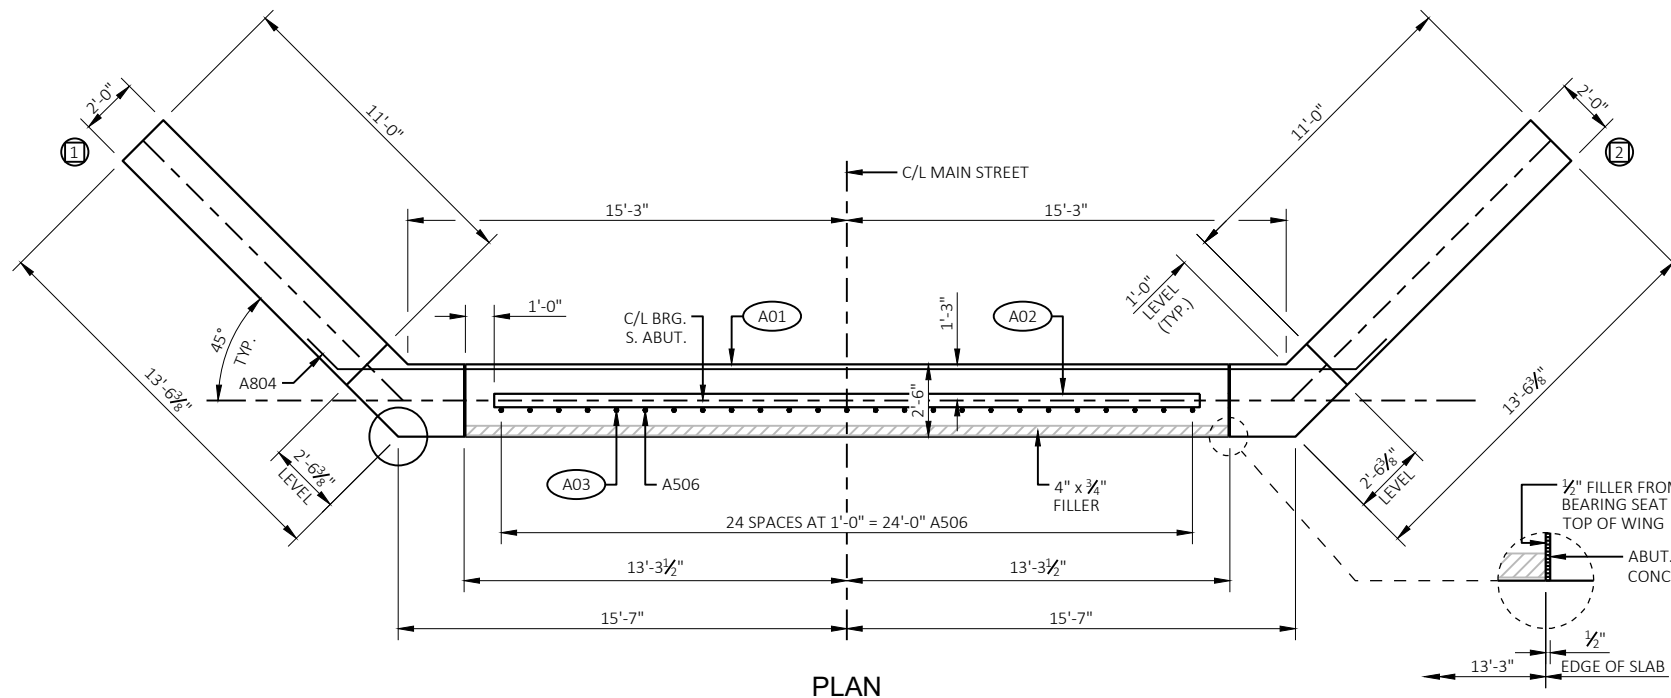 2'-0"
11'-0"
1
C/L MAIN STREET
11'-0"
2'-0"
2
15'-3"
15'-3"
1'-0"
LEVEL
(TYP.)
1'-0"
C/L BRG.
S. ABUT.
A01
1'-3"
A02
45°
TYP.
A804
13'-6⅜"
2'-6"
13'-6⅜"
2'-6⅜"
LEVEL
A03
A506
4" x ¾"
FILLER
2'-6⅜"
LEVEL
24 SPACES AT 1'-0" = 24'-0" A506
½" FILLER FROM
BEARING SEAT
TOP OF WING
ABUT.
CONC
13'-3½"
13'-3½"
15'-7"
15'-7"
½"
13'-3"
EDGE OF SLAB
PLAN